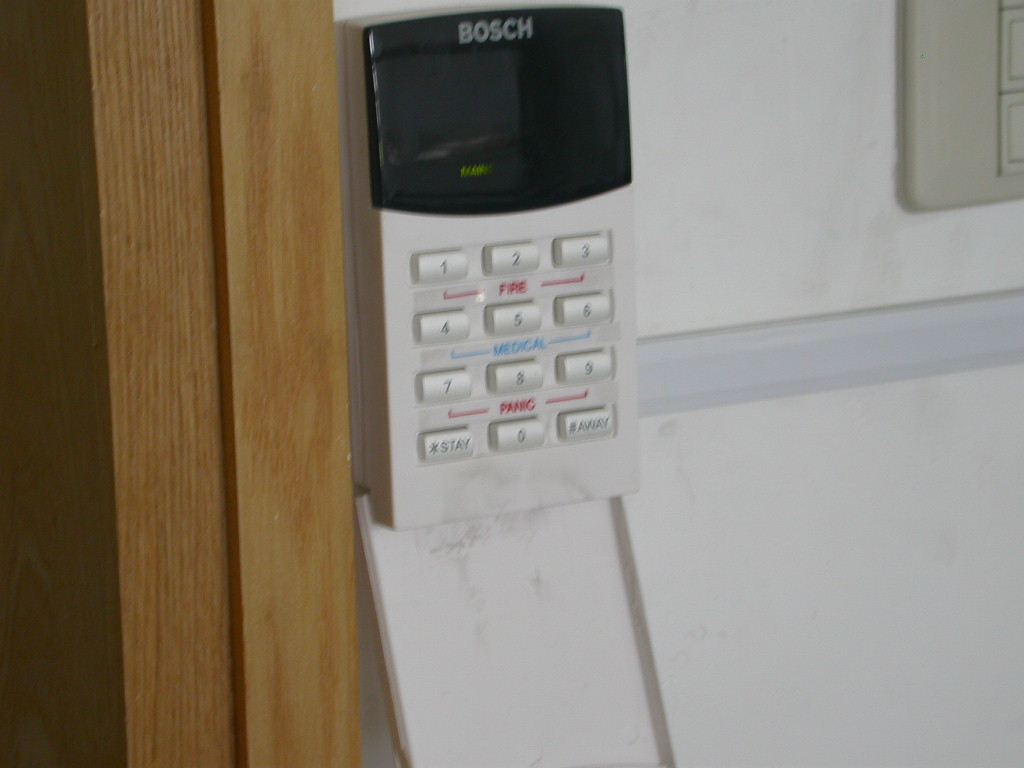 BOSCH
1 2 3
FIRE
4 5 6
MEDICAL
7 8 9
PANIC
*STAY 0 #AWAY